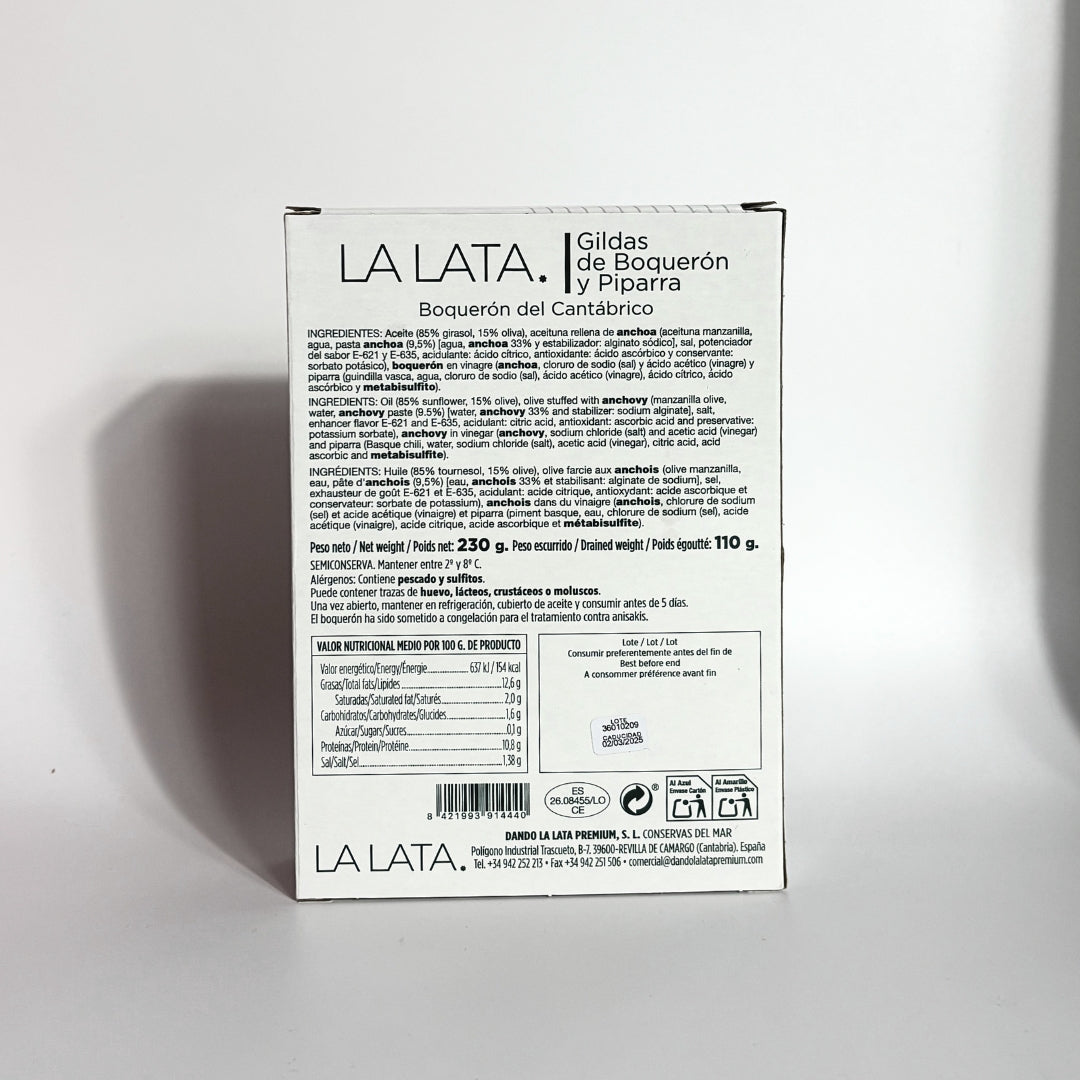 LA LATA.
Gildas
de Boquerón
y Piparra
Boquerón del Cantábrico
INGREDIENTES: Aceite (85% girasol, 15% oliva), aceituna rellena de anchoa (aceituna manzanilla,
agua, pasta anchoa (9,5%) [agua, anchoa 33% y estabilizador: alginato sódico], sal, potenciador
del sabor E-621 y E-635, acidulante: ácido cítrico, antioxidante: ácido ascórbico y conservante:
sorbato potásico), boquerón en vinagre (anchoa, cloruro de sodio (sal) y ácido acético (vinagre) y
piparra (guindilla vasca, agua, cloruro de sodio (sal), ácido acético (vinagre), ácido cítrico, ácido
ascórbico y metabisulfito).
INGREDIENTS: Oil (85% sunflower, 15% olive), olive stuffed with anchovy (manzanilla olive,
water, anchovy paste (9.5%) [water, anchovy 33% and stabilizer: sodium alginate], salt,
enhancer flavor E-621 and E-635, acidulant: citric acid, antioxidant: ascorbic acid and preservative:
potassium sorbate), anchovy in vinegar (anchovy, sodium chloride (salt) and acetic acid (vinegar)
and piparra (Basque chili, water, sodium chloride (salt), acetic acid (vinegar), citric acid, acid
ascorbic and metabisulfite).
INGRÉDIENTS: Huile (85% tournesol, 15% olive), olive farcie aux anchois (olive manzanilla,
eau, pâte d'anchois (9,5%) [eau, anchois 33% et stabilisant: alginate de sodium], sel,
exhausteur de goût E-621 et E-635, acidulant: acide citrique, antioxydant: acide ascorbique et
conservateur: sorbate de potassium), anchois dans du vinaigre (anchois, chlorure de sodium
(sel) et acide acétique (vinaigre) et piparra (piment basque, eau, chlorure de sodium (sel), acide
acétique (vinaigre), acide citrique, acide ascorbique et métabisulfite).
Peso neto / Net weight / Poids net: 230 g. Peso escurrido / Drained weight / Poids égoutté: 110 g.
SEMICONSERVA. Mantener entre 2º y 8º C.
Alérgenos: Contiene pescado y sulfitos.
Puede contener trazas de huevo, lácteos, crustáceos o moluscos.
Una vez abierto, mantener en refrigeración, cubierto de aceite y consumir antes de 5 días.
El boquerón ha sido sometido a congelación para el tratamiento contra anisakis.
VALOR NUTRICIONAL MEDIO POR 100 G. DE PRODUCTO
Valor energético/Energy/Énergie 637 kJ / 154 kcal
Grasas/Total fats/Lipides 12,6 g
Saturadas/Saturated fat/Saturés 2,0 g
Carbohidratos/Carbohydrates/Glucides 1,6 g
Azúcar/Sugars/Sucres 0,1 g
Proteínas/Protein/Protéine 10,8 g
Sal/Salt/Sel 1,38 g
Lote / Lot / Lot
Consumir preferentemente antes del fin de
Best before end
A consommer préférence avant fin
LOTE
36010209
CADUCIDAD
02/03/2025
8 421993 914440
ES
26.08455/LO
CE
®
Al Azul
Envase Cartón
Al Amarillo
Envase Plástico
LA LATA.
DANDO LA LATA PREMIUM, S. L. CONSERVAS DEL MAR
Polígono Industrial Trascueto, B-7. 39600-REVILLA DE CAMARGO (Cantabria). España
Tel. +34 942 252 213 • Fax +34 942 251 506 • comercial@dandolalatapremium.com